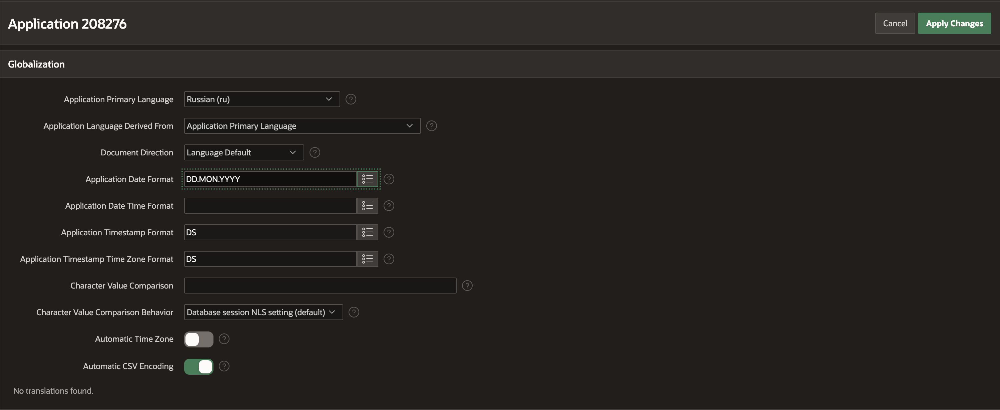 Application 208276
Cancel
Apply Changes
Globalization
Application Primary Language
Russian (ru)
Application Language Derived From
Application Primary Language
Document Direction
Language Default
Application Date Format
DD.MON.YYYY
Application Date Time Format
Application Timestamp Format
DS
Application Timestamp Time Zone Format
DS
Character Value Comparison
Character Value Comparison Behavior
Database session NLS setting (default)
Automatic Time Zone
Automatic CSV Encoding
No translations found.